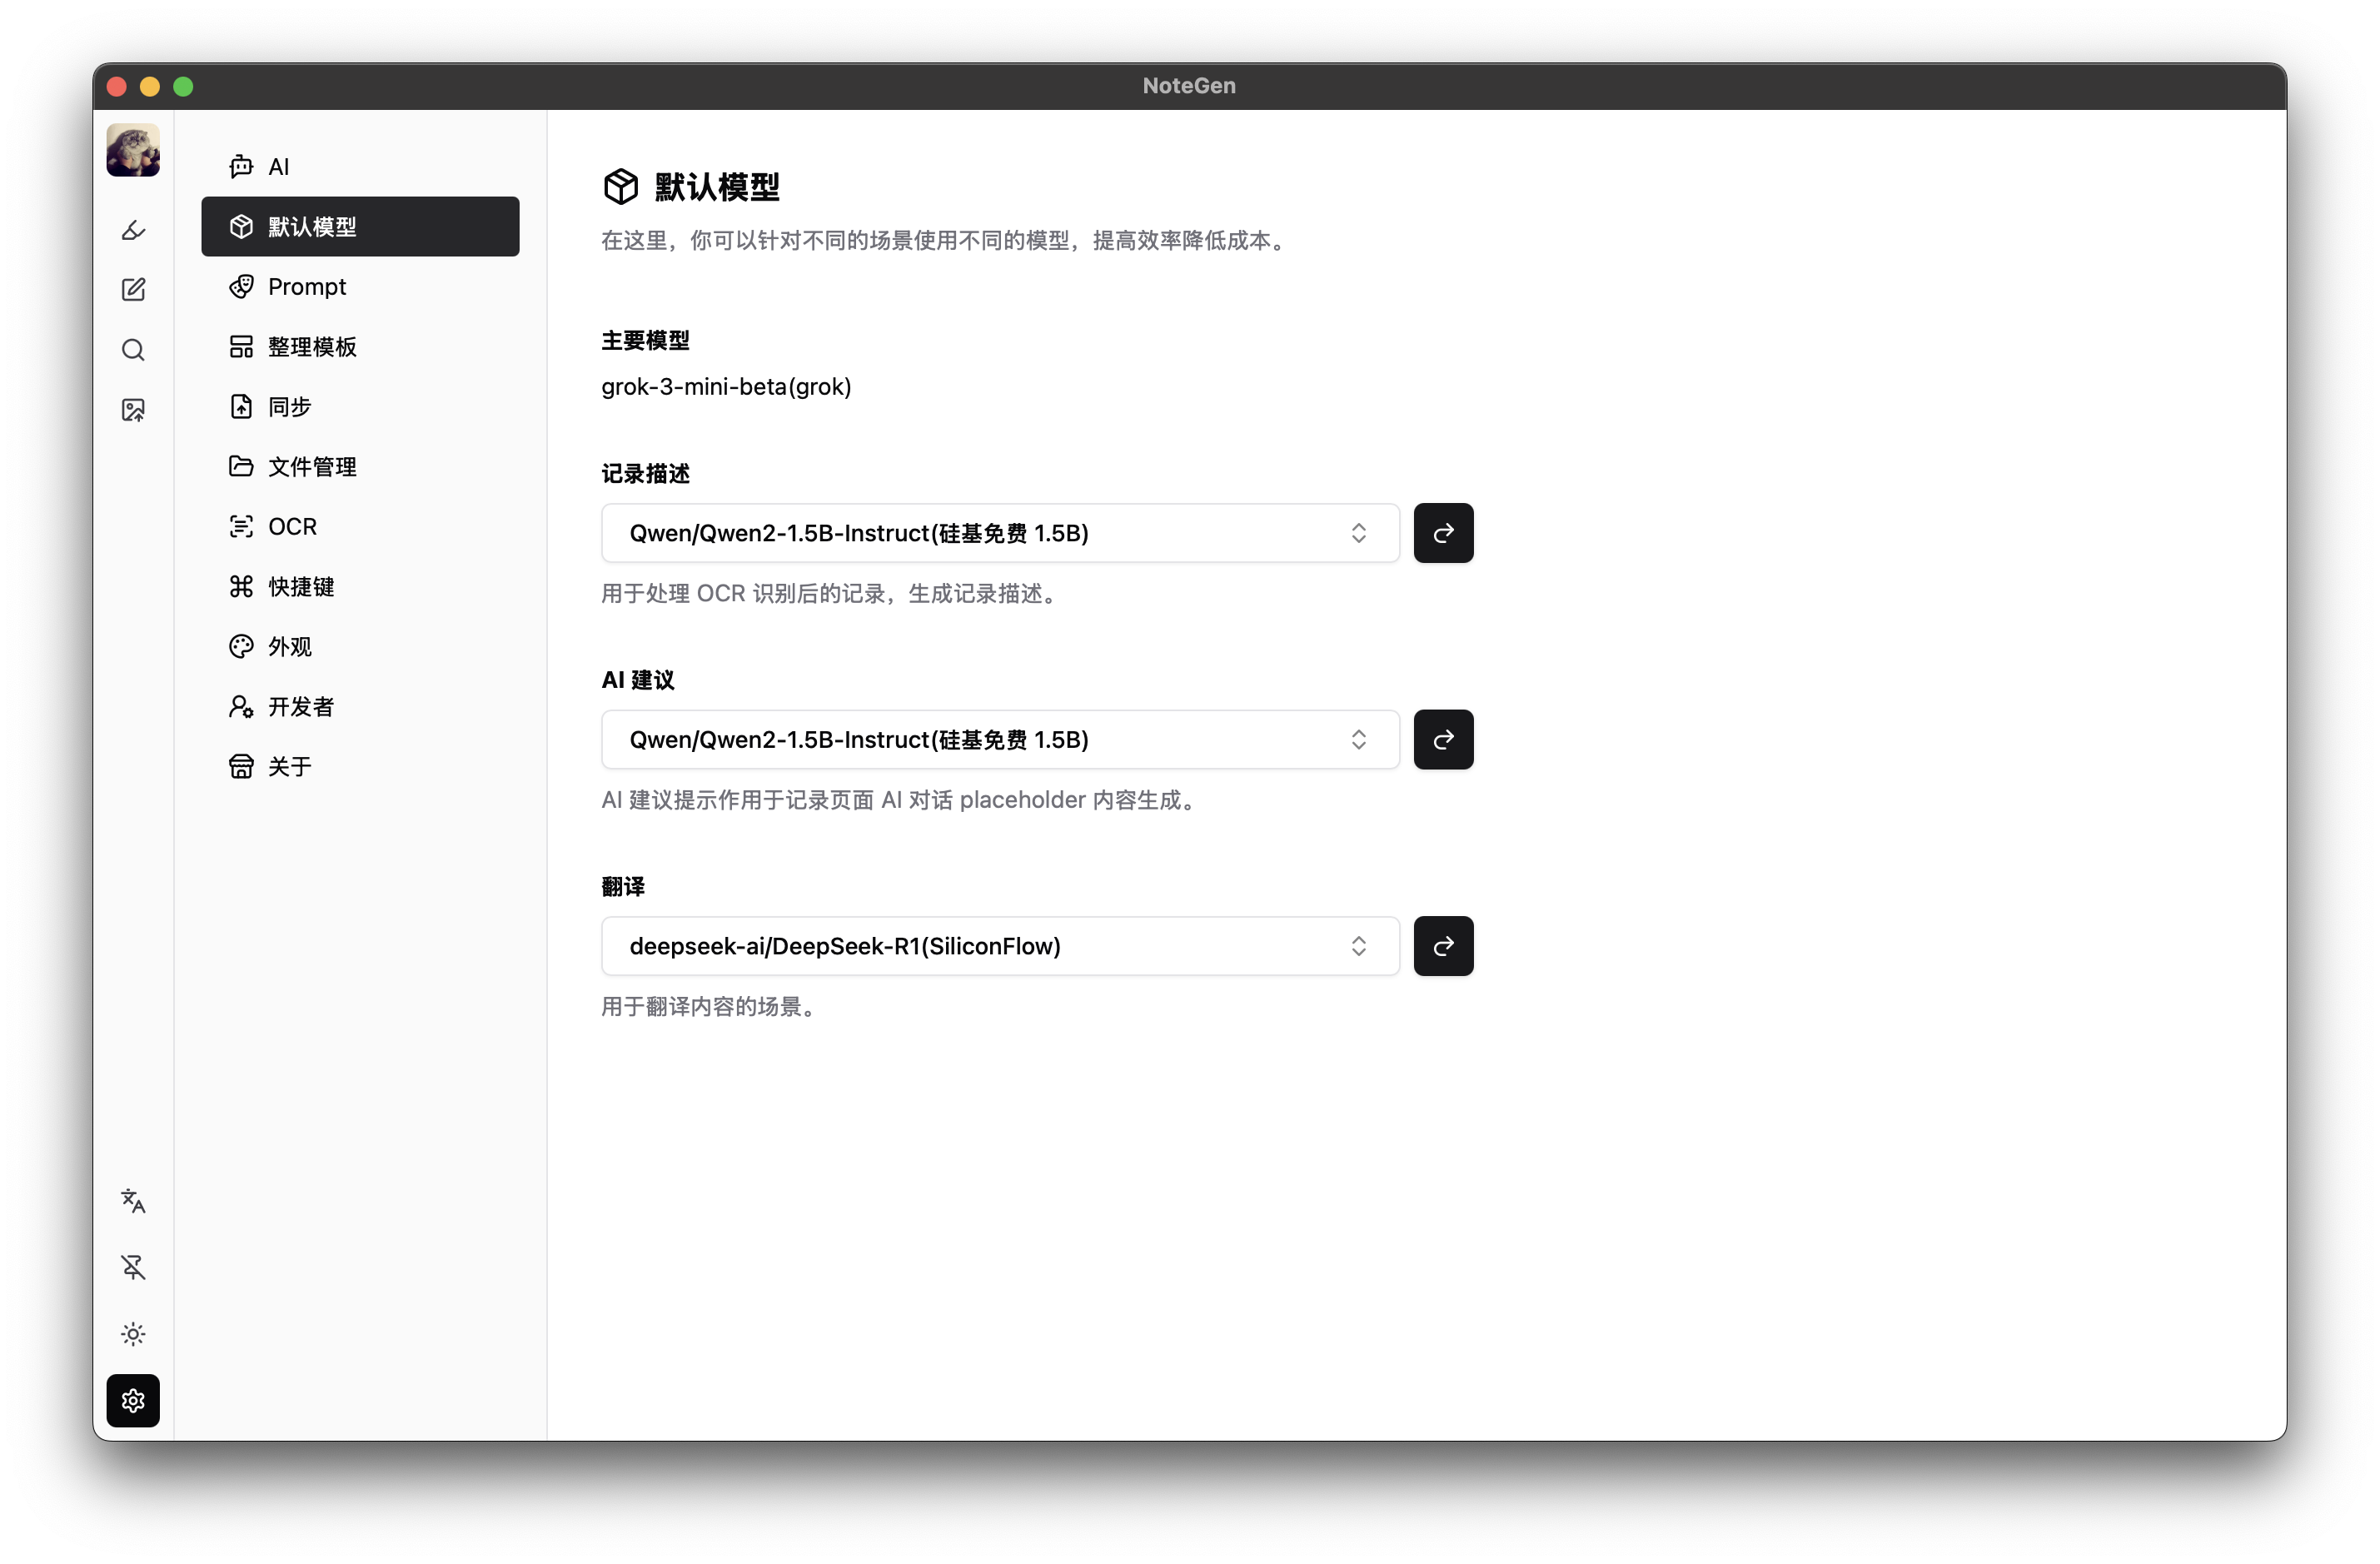 NoteGen
AI
默认模型
Prompt
整理模板
同步
文件管理
OCR
快捷键
外观
开发者
关于
默认模型
在这里，你可以针对不同的场景使用不同的模型，提高效率降低成本。
主要模型
grok-3-mini-beta(grok)
记录描述
Qwen/Qwen2-1.5B-Instruct(硅基免费 1.5B)
用于处理 OCR 识别后的记录，生成记录描述。
AI 建议
Qwen/Qwen2-1.5B-Instruct(硅基免费 1.5B)
AI 建议提示作用于记录页面 AI 对话 placeholder 内容生成。
翻译
deepseek-ai/DeepSeek-R1(SiliconFlow)
用于翻译内容的场景。